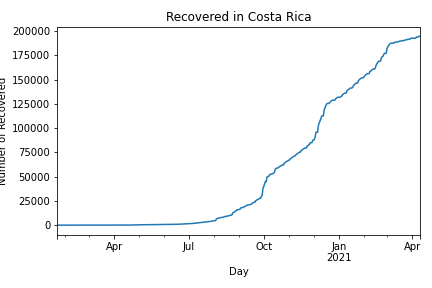 Recovered in Costa Rica
Number of Recovered
200000
175000
150000
125000
100000
75000
50000
25000
0
Apr
Jul
Oct
Jan
2021
Apr
Day